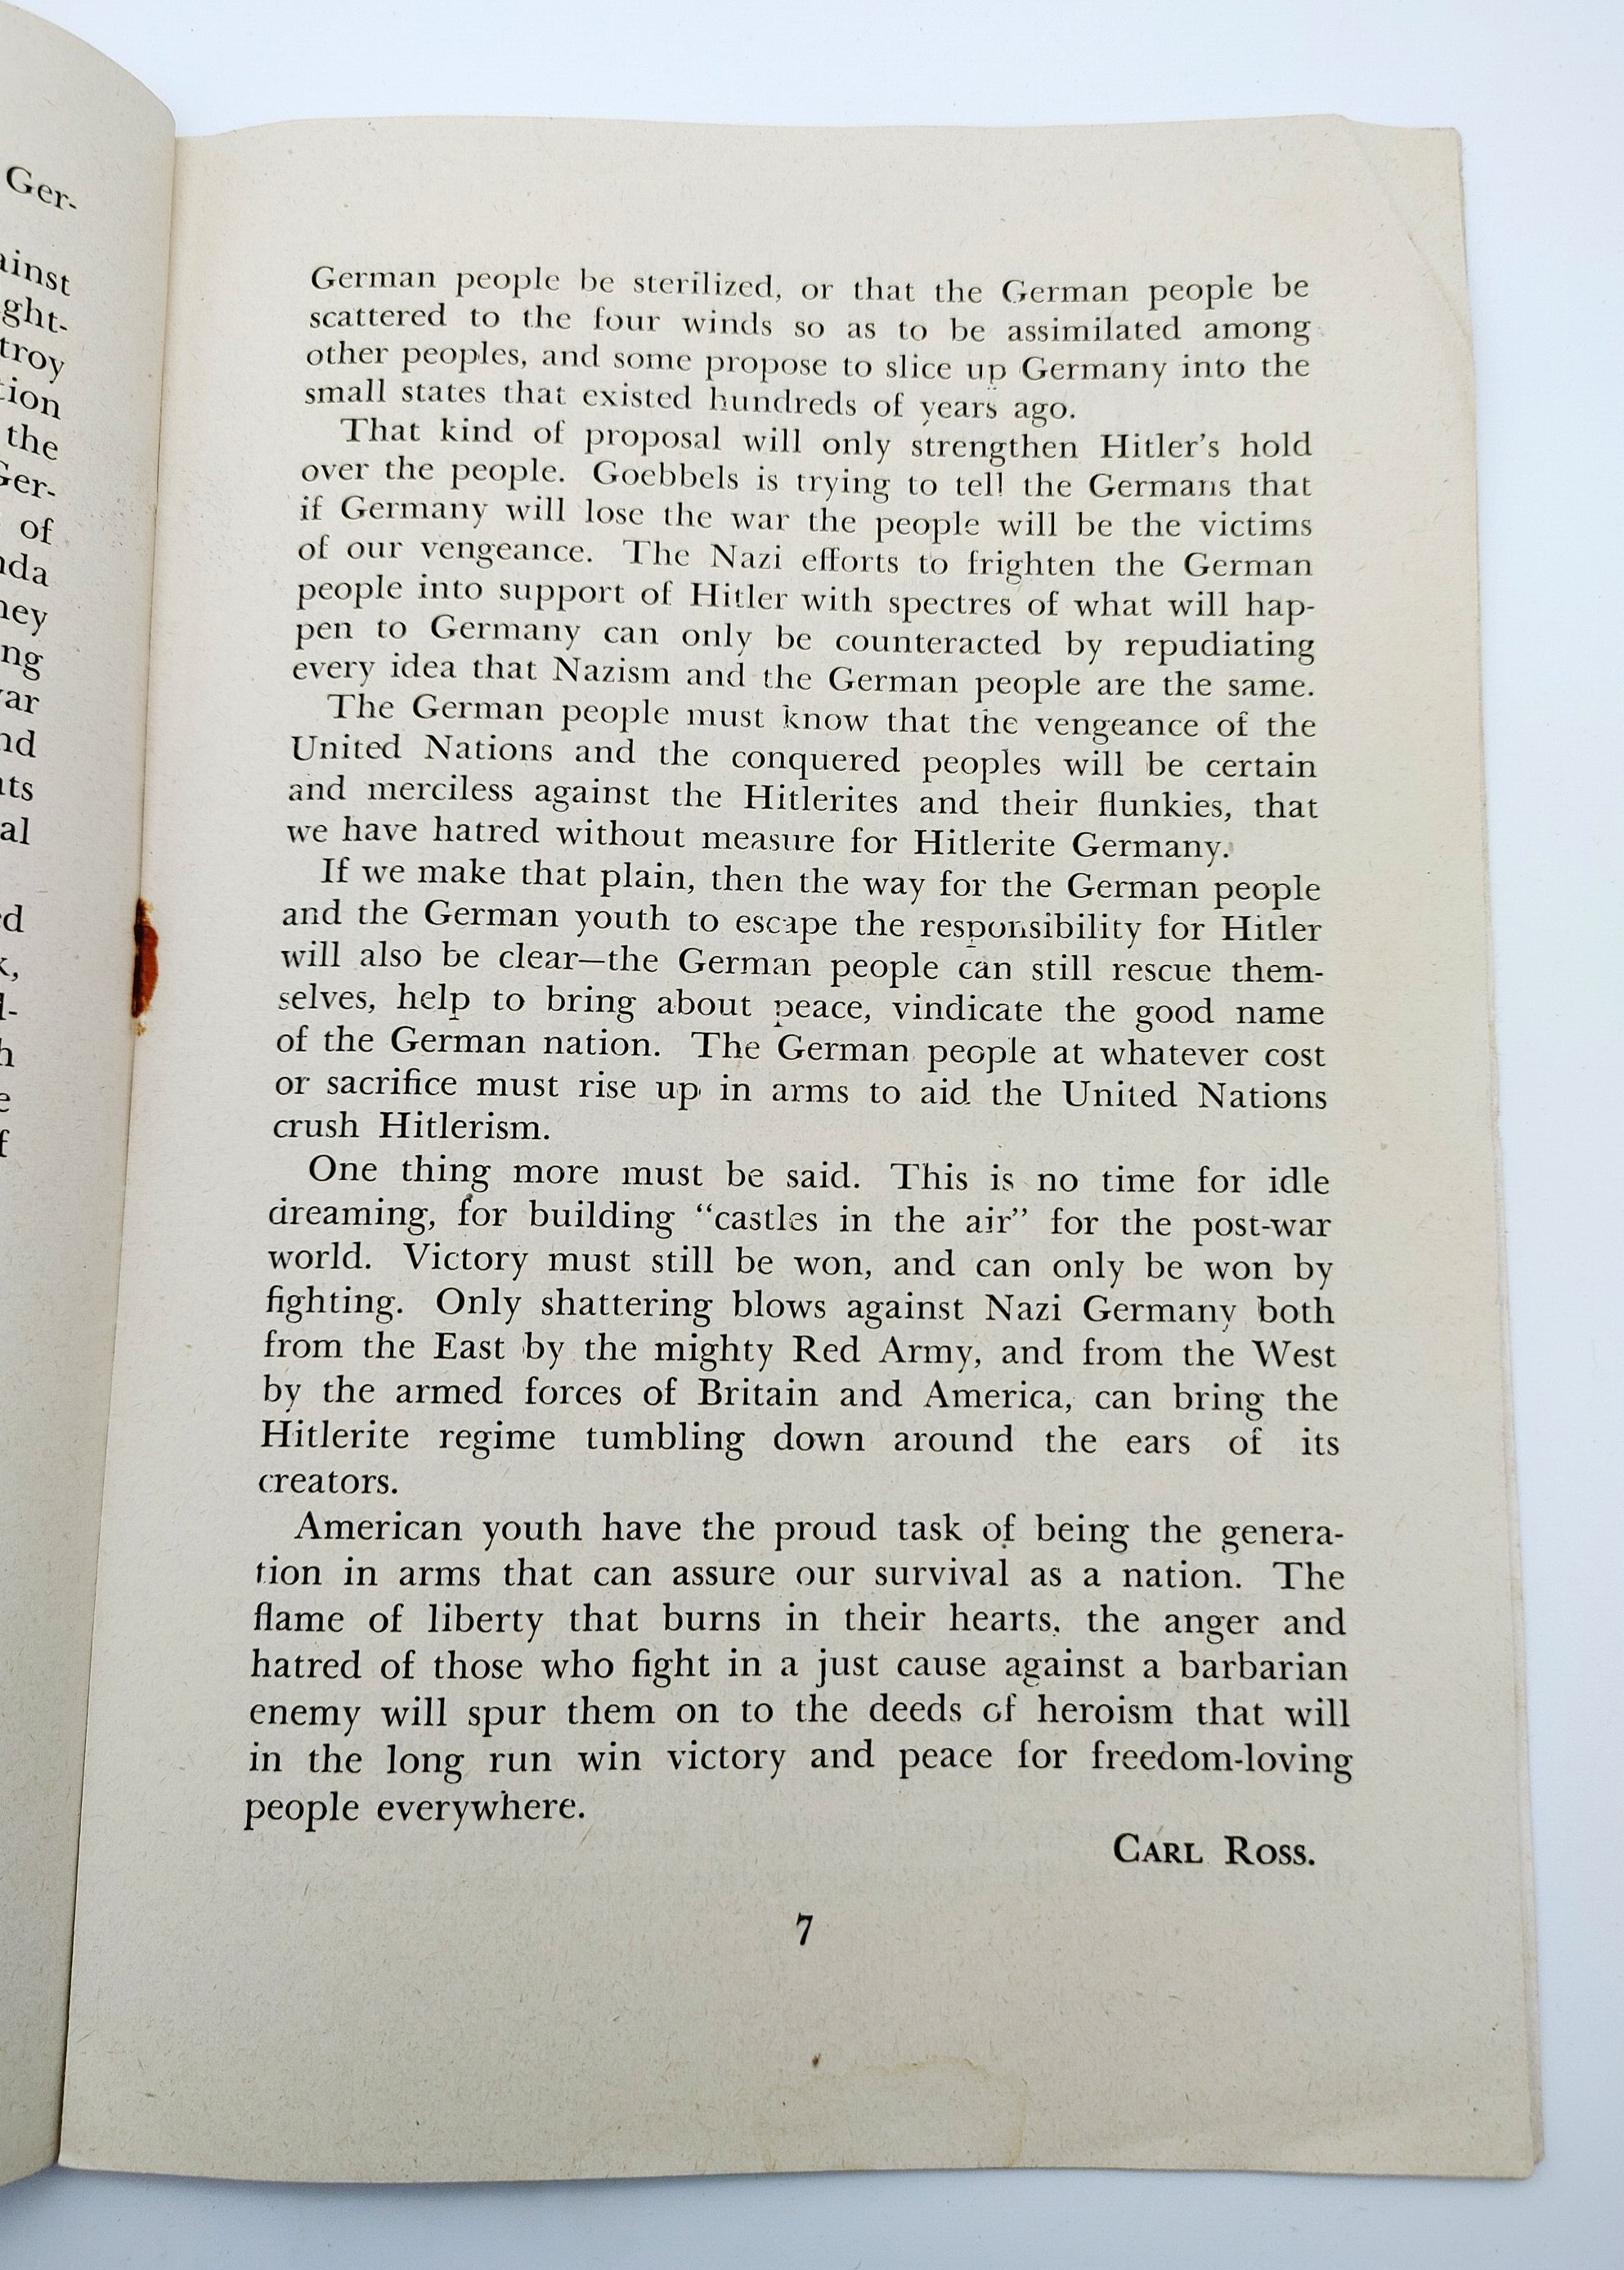 Ger-
ainst
ght-
troy
tion
the
Ger-
of
nda
hey
ng
ar
nd
nts
al
ed
k,
l-
h
e
f
German people be sterilized, or that the German people be
scattered to the four winds so as to be assimilated among
other peoples, and some propose to slice up Germany into the
small states that existed hundreds of years ago.
That kind of proposal will only strengthen Hitler's hold
over the people. Goebbels is trying to tell the Germans that
if Germany will lose the war the people will be the victims
of our vengeance. The Nazi efforts to frighten the German
people into support of Hitler with spectres of what will hap-
pen to Germany can only be counteracted by repudiating
every idea that Nazism and the German people are the same.
The German people must know that the vengeance of the
United Nations and the conquered peoples will be certain
and merciless against the Hitlerites and their flunkies, that
we have hatred without measure for Hitlerite Germany.
If we make that plain, then the way for the German people
and the German youth to escape the responsibility for Hitler
will also be clear—the German people can still rescue them-
selves, help to bring about peace, vindicate the good name
of the German nation. The German people at whatever cost
or sacrifice must rise up in arms to aid the United Nations
crush Hitlerism.
One thing more must be said. This is no time for idle
dreaming, for building “castles in the air” for the post-war
world. Victory must still be won, and can only be won by
fighting. Only shattering blows against Nazi Germany both
from the East by the mighty Red Army, and from the West
by the armed forces of Britain and America, can bring the
Hitlerite regime tumbling down around the ears of its
creators.
American youth have the proud task of being the genera-
tion in arms that can assure our survival as a nation. The
flame of liberty that burns in their hearts, the anger and
hatred of those who fight in a just cause against a barbarian
enemy will spur them on to the deeds of heroism that will
in the long run win victory and peace for freedom-loving
people everywhere.
CARL ROSS.
7